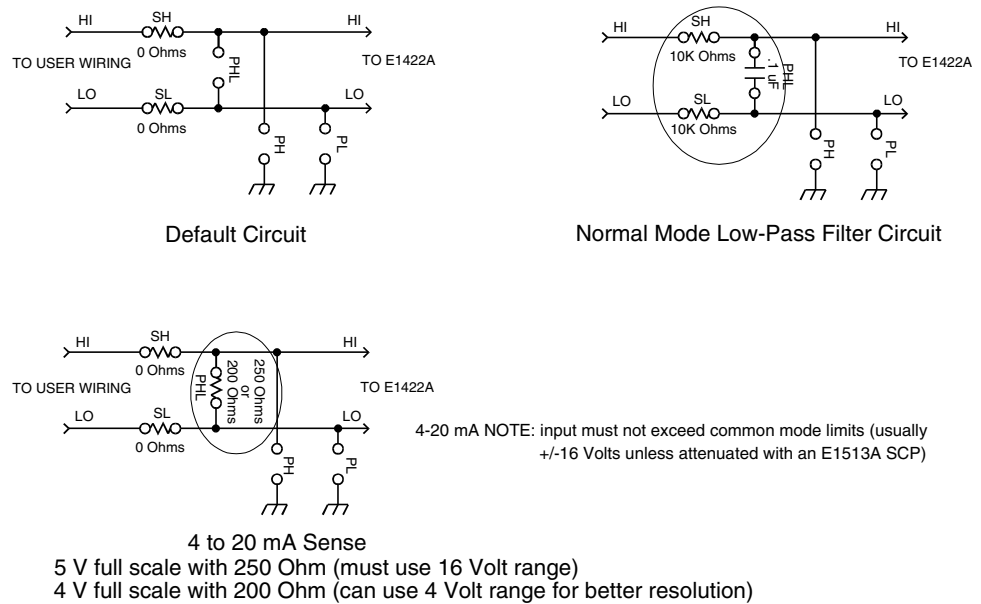 HI
SH
HI
0 Ohms
TO USER WIRING
PHL
TO E1422A
LO
SL
LO
0 Ohms
PH
PL
Default Circuit
HI
SH
HI
10K Ohms
TO USER WIRING
PHL
.1 uF
TO E1422A
LO
SL
LO
10K Ohms
PH
PL
Normal Mode Low-Pass Filter Circuit
HI
SH
HI
0 Ohms
TO USER WIRING
PHL
200 Ohms
or
250 Ohms
TO E1422A
LO
SL
LO
0 Ohms
PH
PL
4-20 mA NOTE: input must not exceed common mode limits (usually
+/-16 Volts unless attenuated with an E1513A SCP)
4 to 20 mA Sense
5 V full scale with 250 Ohm (must use 16 Volt range)
4 V full scale with 200 Ohm (can use 4 Volt range for better resolution)